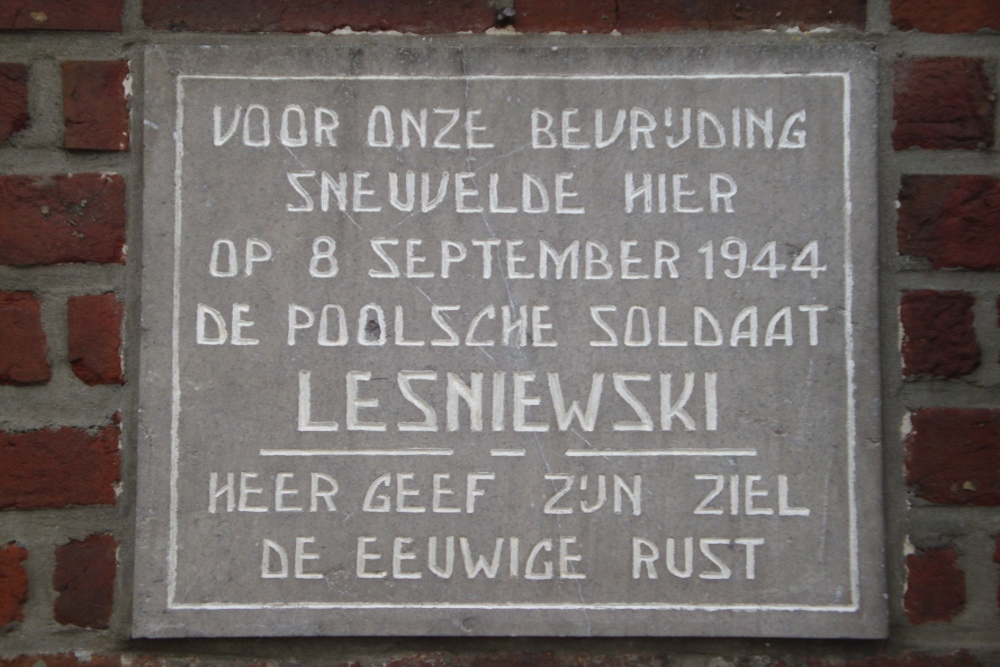 VOOR ONZE BEVRIJDING
SNEUVELDE HIER
OP 8 SEPTEMBER 1944
DE POOLSCHE SOLDAAT
LESNIEWSKI
HEER GEEF ZIJN ZIEL
DE EEUWIGE RUST